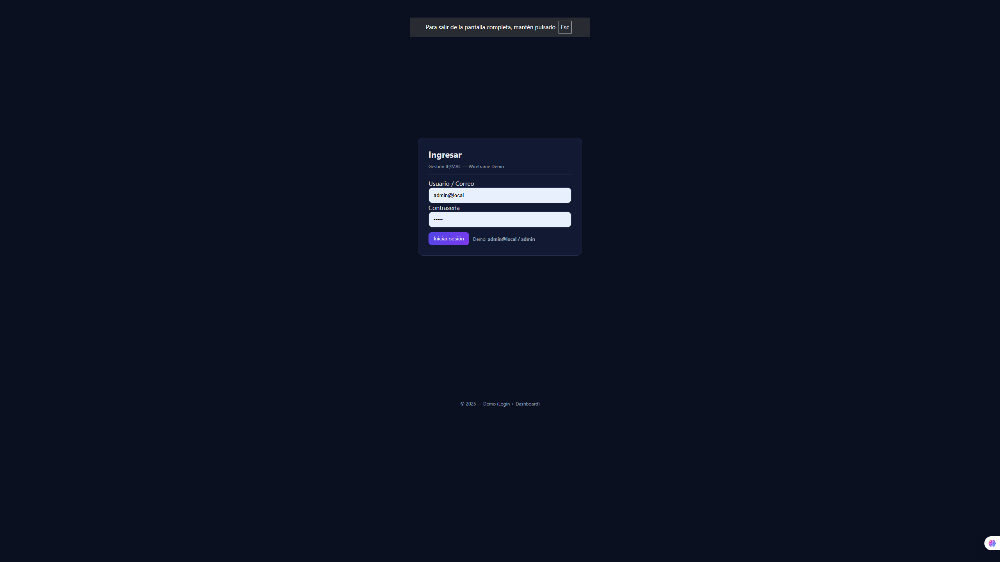 Para salir de la pantalla completa, mantén pulsado Esc
Ingresar
Gestión IP/MAC — Wireframe Demo
Usuario / Correo
admin@local
Contraseña
•••••
Iniciar sesión Demo: admin@local / admin
© 2025 — Demo (Login + Dashboard)